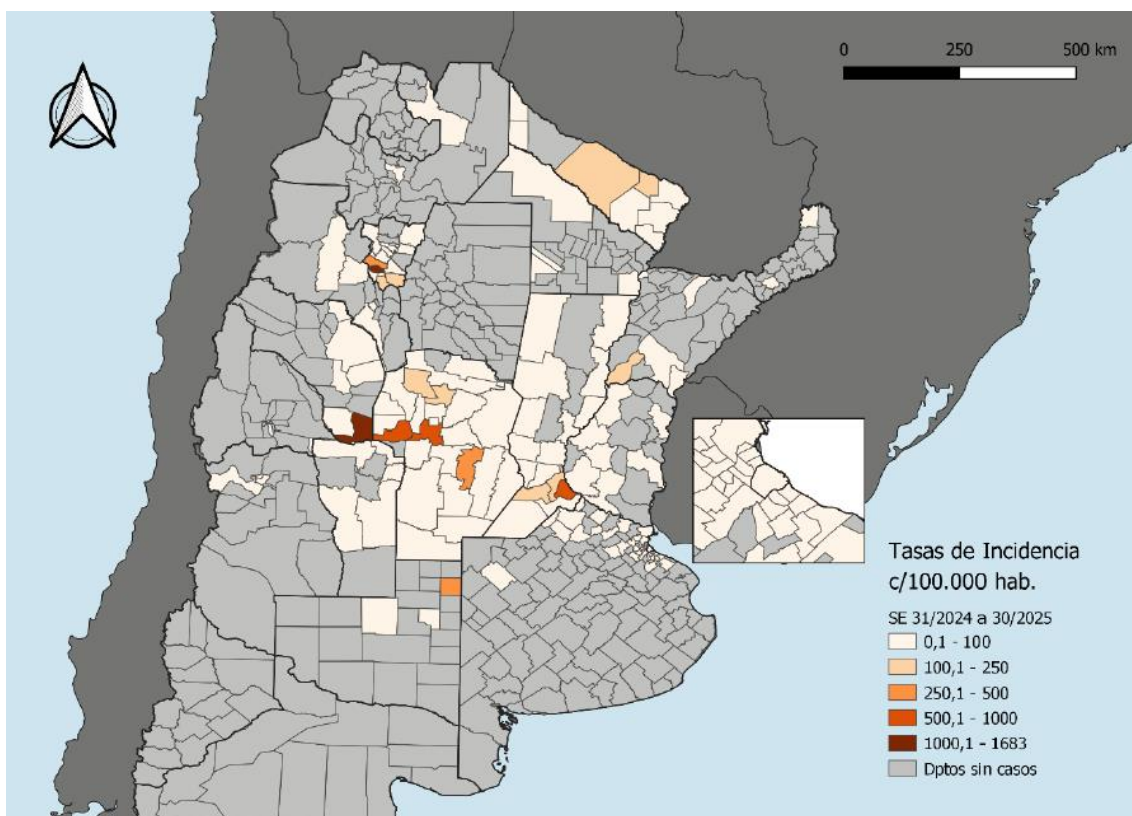 0 250 500 km
Tasas de Incidencia
c/100.000 hab.
SE 31/2024 a 30/2025
0,1 - 100
100,1 - 250
250,1 - 500
500,1 - 1000
1000,1 - 1683
Dptos sin casos